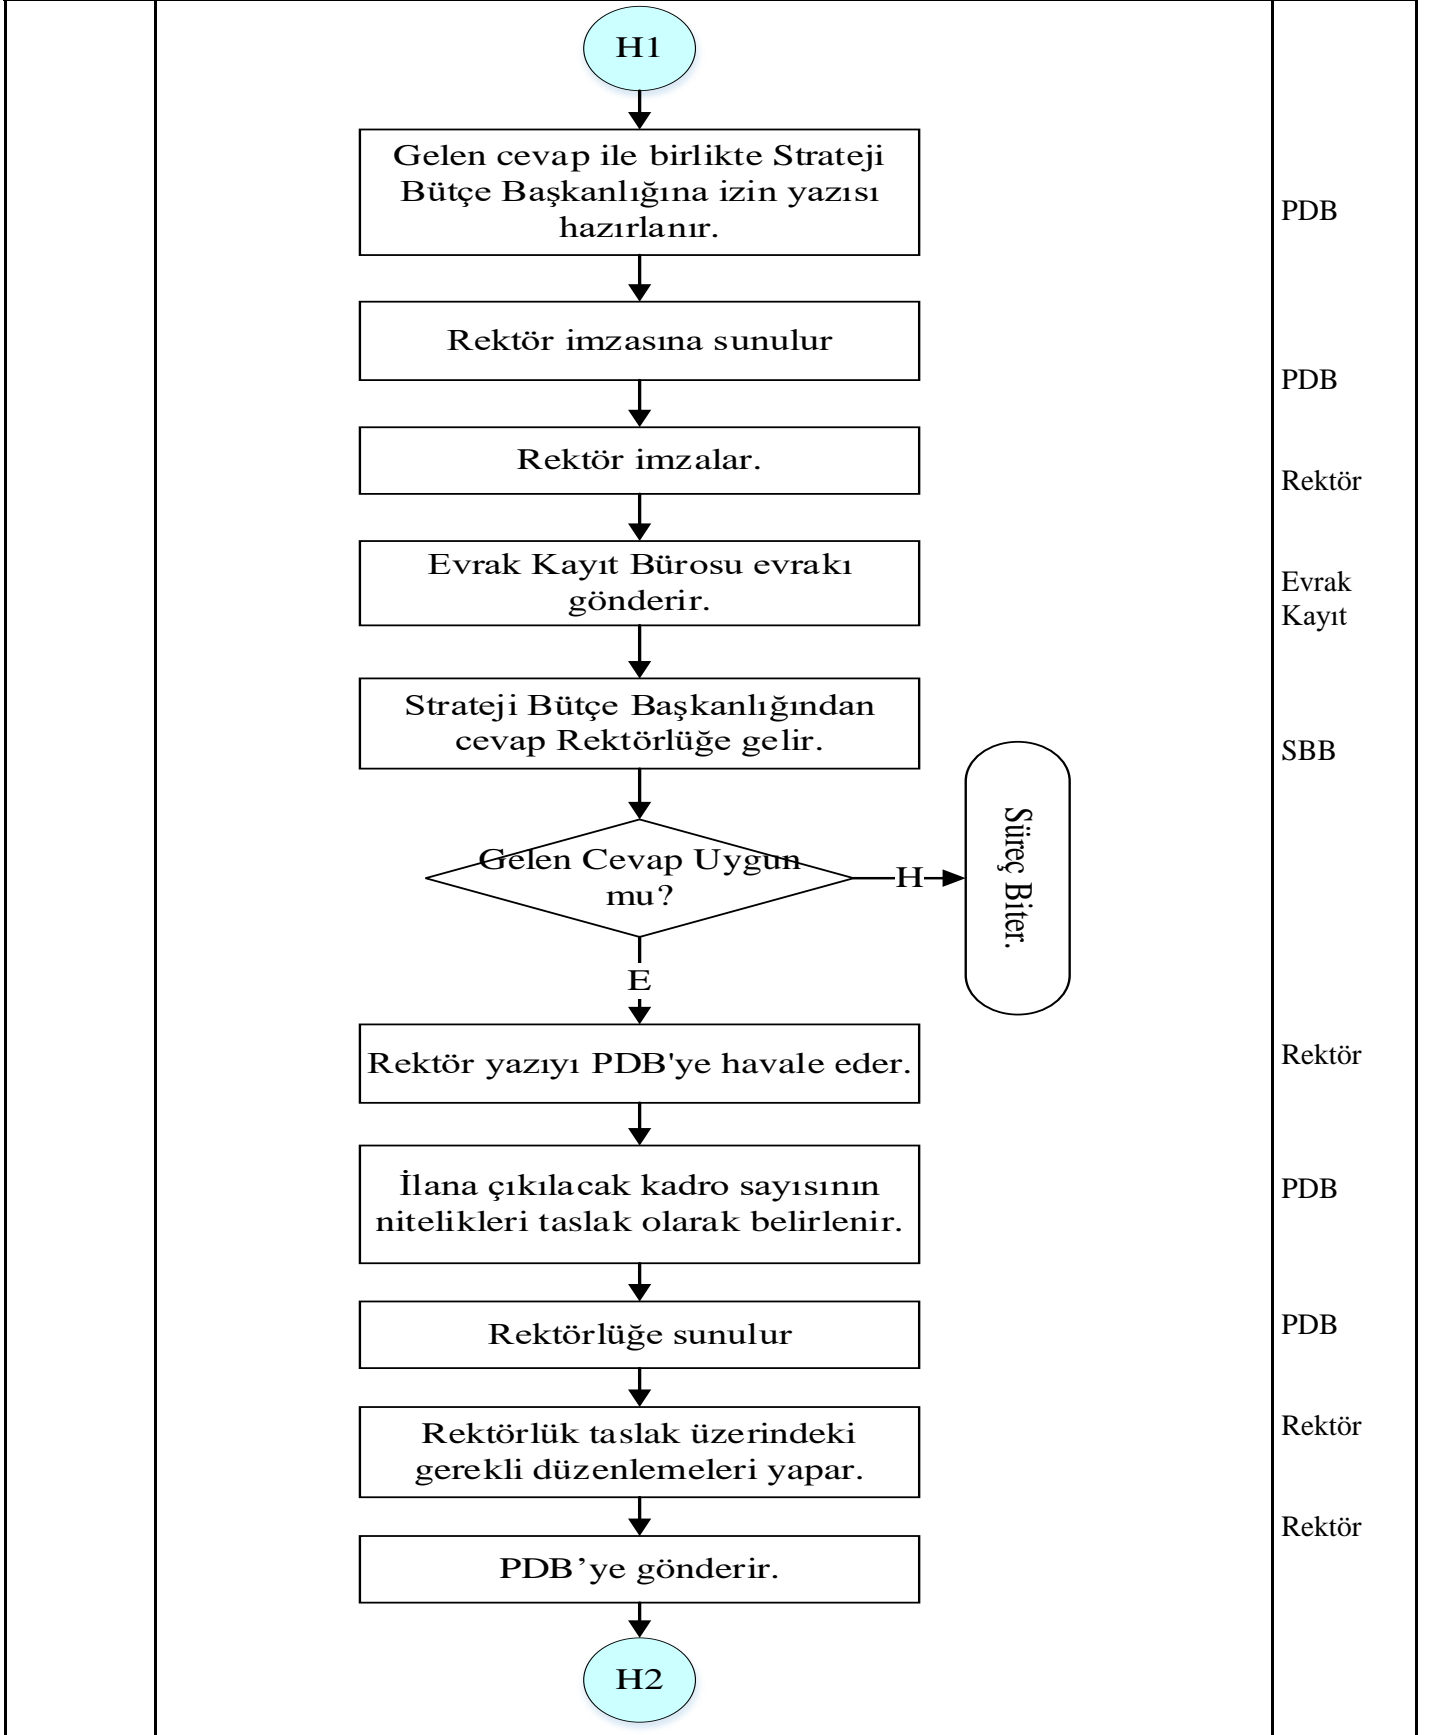 H1
Gelen cevap ile birlikte Strateji
Bütçe Başkanlığına izin yazısı
hazırlanır.
PDB
Rektör imzasına sunulur
PDB
Rektör imzalar.
Rektör
Evrak Kayıt Bürosu evrakı
gönderir.
Evrak
Kayıt
Strateji Bütçe Başkanlığından
cevap Rektörlüğe gelir.
SBB
Gelen Cevap Uygun
mu?
H
Süreç Biter.
E
Rektör yazıyı PDB'ye havale eder.
Rektör
İlana çıkılacak kadro sayısının
nitelikleri taslak olarak belirlenir.
PDB
Rektörlüğe sunulur
PDB
Rektörlük taslak üzerindeki
gerekli düzenlemeleri yapar.
Rektör
PDB’ye gönderir.
Rektör
H2